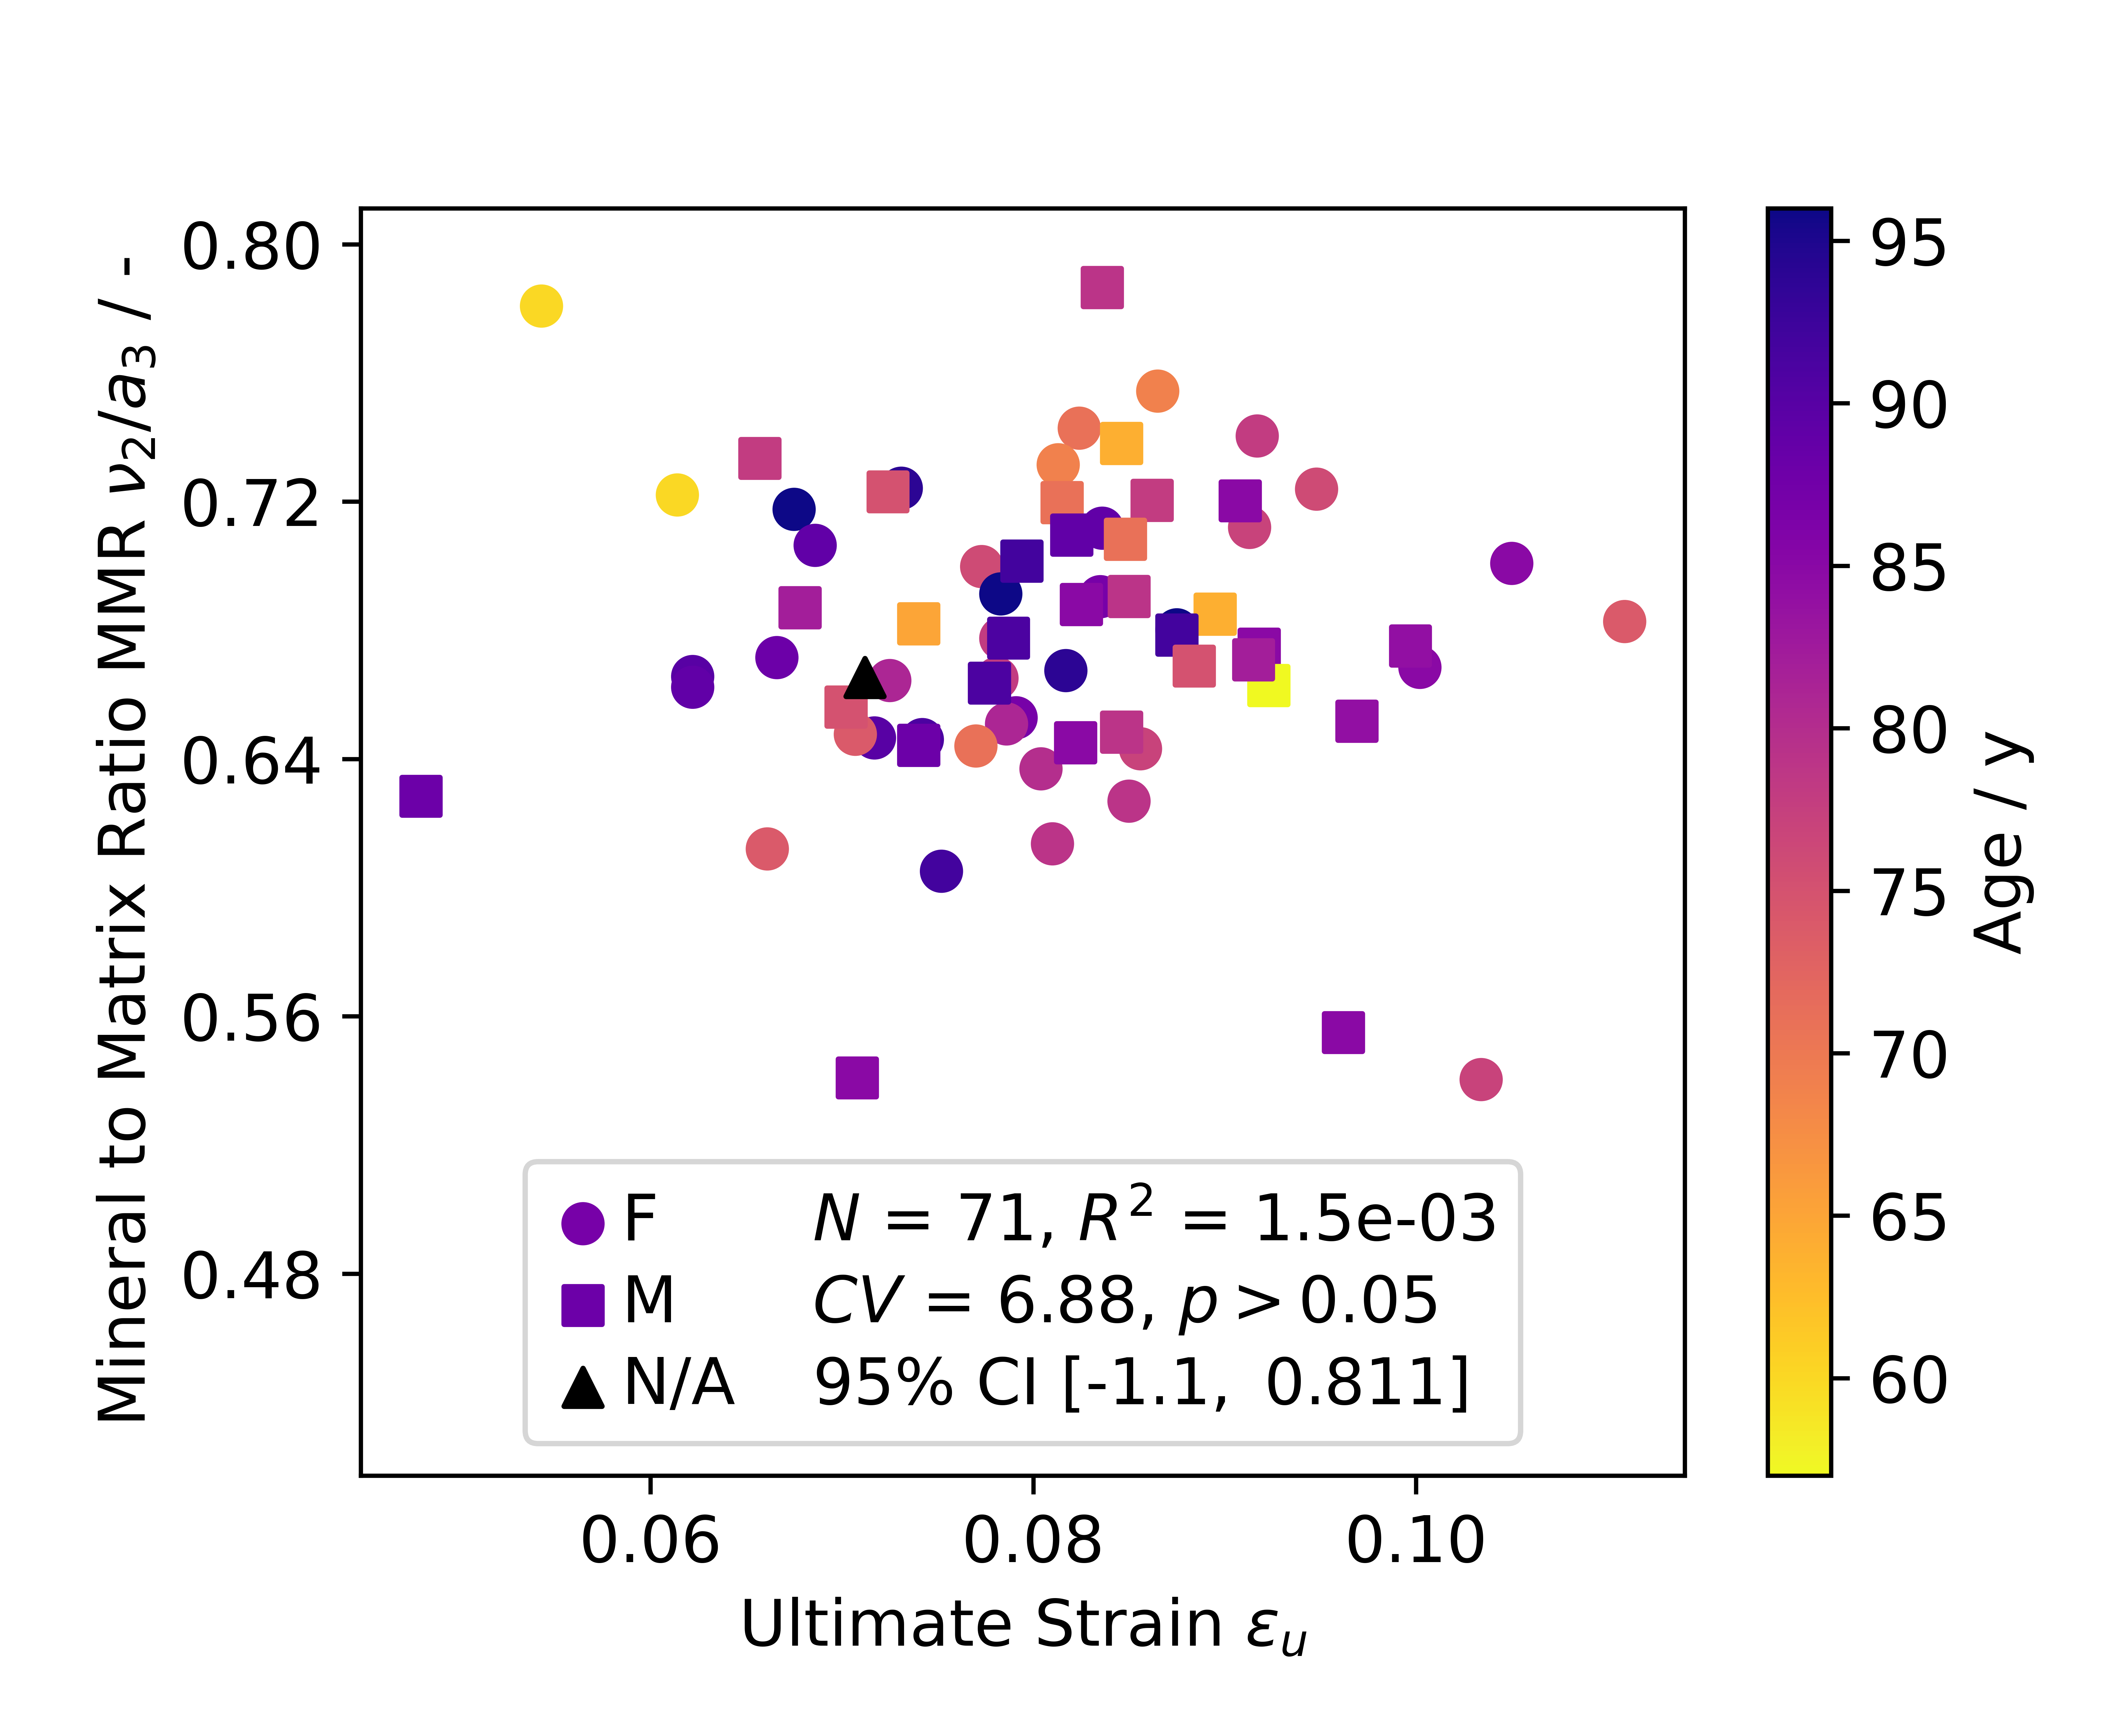 Mineral to Matrix Ratio MMR ν₂/a₃ / -
0.80
0.72
0.64
0.56
0.48
F
M
N/A
N = 71, R² = 1.5e-03
CV = 6.88, p > 0.05
95% CI [-1.1, 0.811]
0.06
0.08
0.10
Ultimate Strain εᵤ
95
90
85
80
75
70
65
60
Age / y